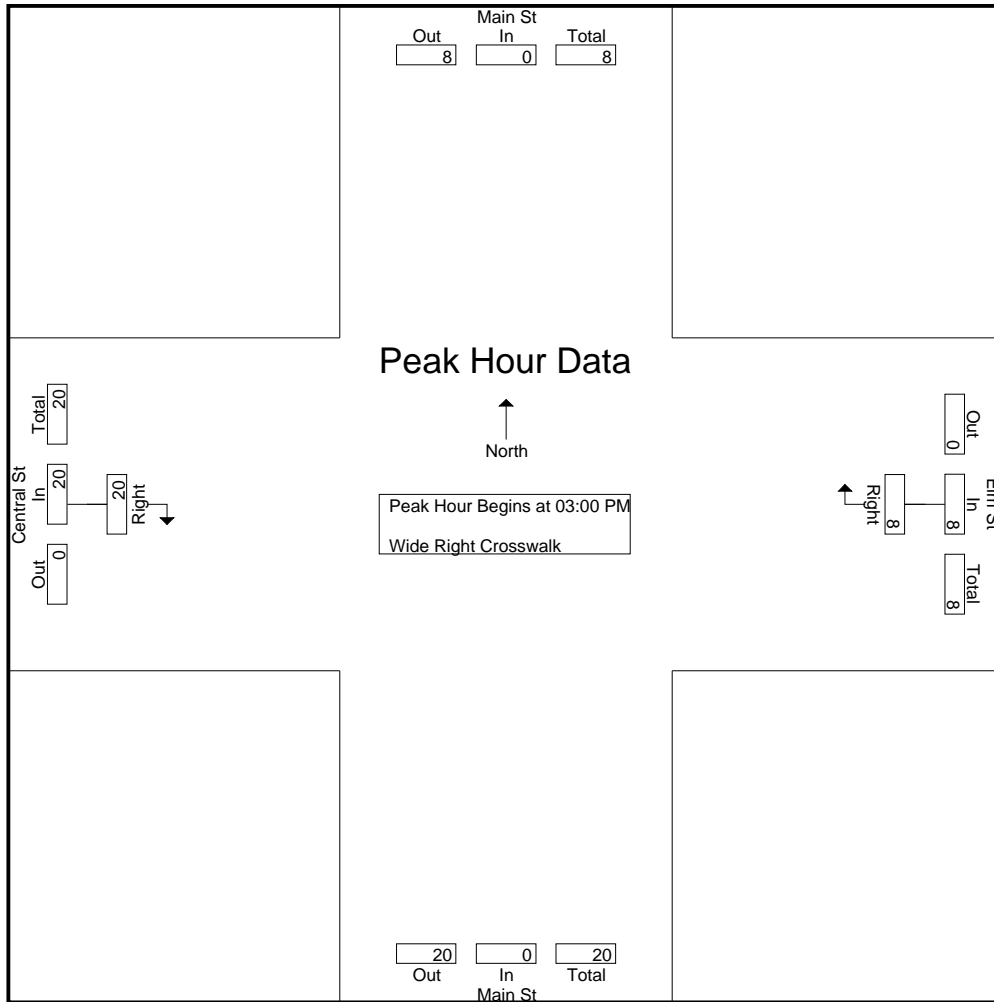 Main St
Out In Total
8 0 8
Peak Hour Data
North
Peak Hour Begins at 03:00 PM
Wide Right Crosswalk
Central St
Total In Out
20 20 0
20
Right
Elm St
Out In Total
0 8 8
8
Right
20 0 20
Out In Total
Main St